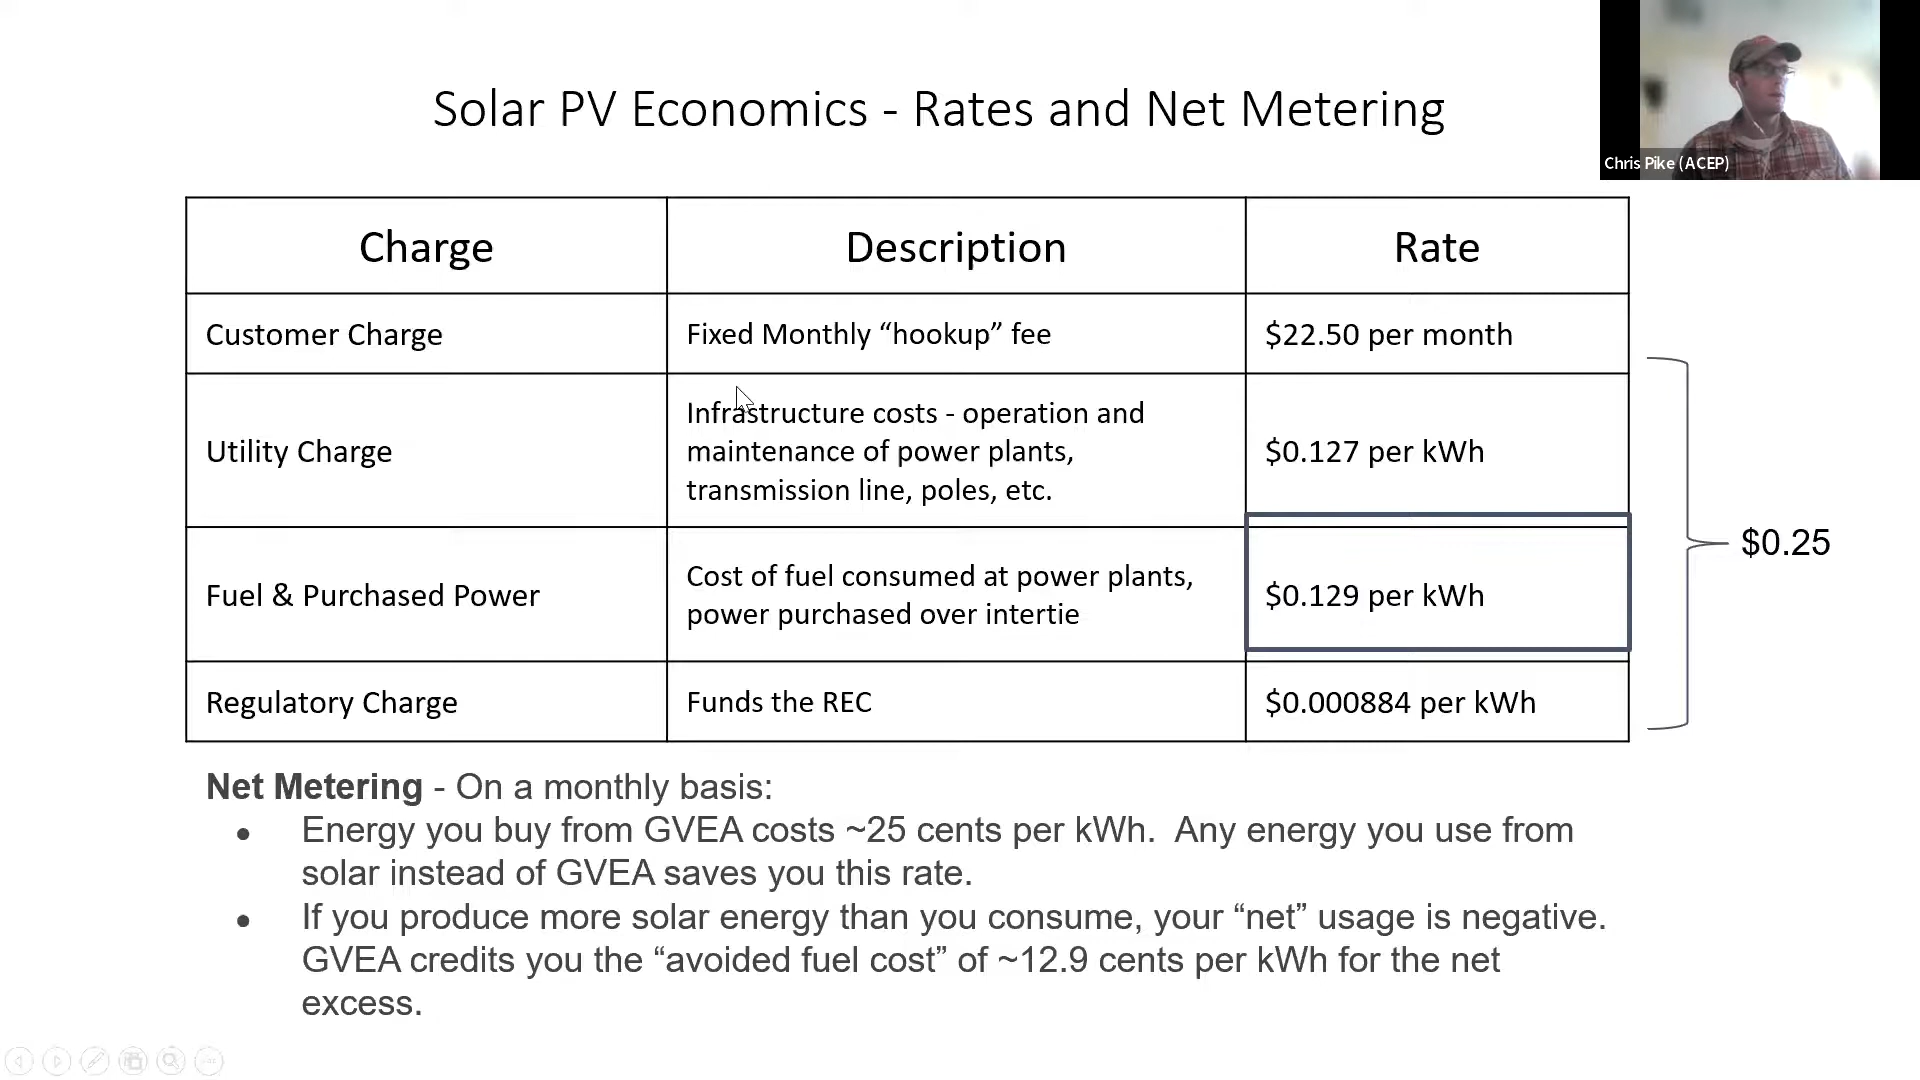 Solar PV Economics - Rates and Net Metering
Chris Pike (ACEP)
Charge
Description
Rate
Customer Charge
Fixed Monthly “hookup” fee
$22.50 per month
Utility Charge
Infrastructure costs - operation and
maintenance of power plants,
transmission line, poles, etc.
$0.127 per kWh
Fuel & Purchased Power
Cost of fuel consumed at power plants,
power purchased over intertie
$0.129 per kWh
Regulatory Charge
Funds the REC
$0.000884 per kWh
$0.25
Net Metering - On a monthly basis:
• Energy you buy from GVEA costs ~25 cents per kWh. Any energy you use from
solar instead of GVEA saves you this rate.
• If you produce more solar energy than you consume, your “net” usage is negative.
GVEA credits you the “avoided fuel cost” of ~12.9 cents per kWh for the net
excess.